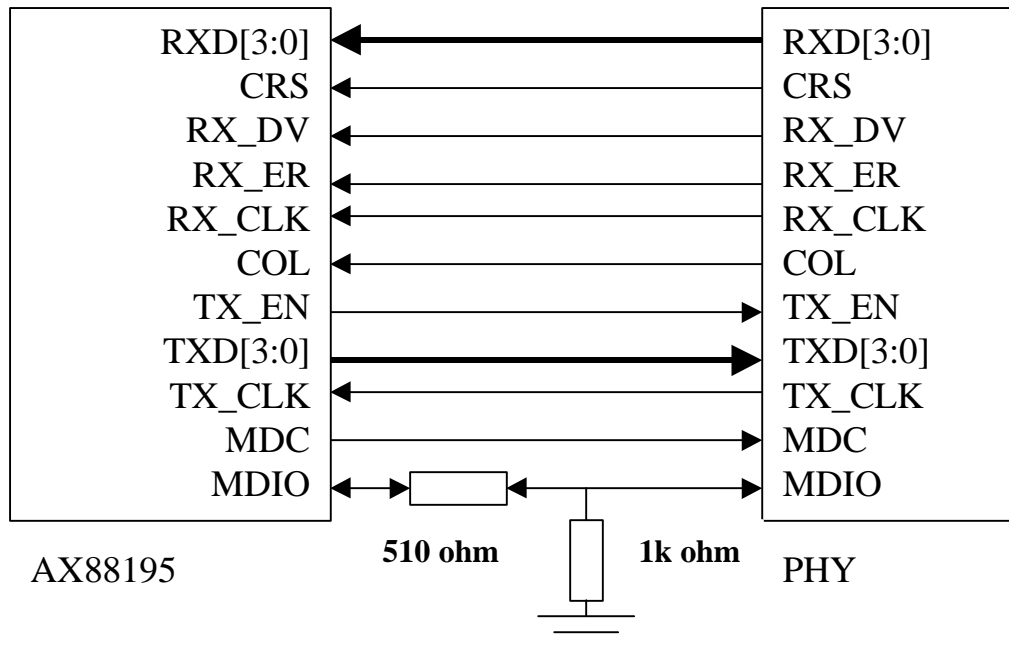 RXD[3:0] RXD[3:0]
CRS CRS
RX_DV RX_DV
RX_ER RX_ER
RX_CLK RX_CLK
COL COL
TX_EN TX_EN
TXD[3:0] TXD[3:0]
TX_CLK TX_CLK
MDC MDC
MDIO MDIO
510 ohm 1k ohm
AX88195 PHY